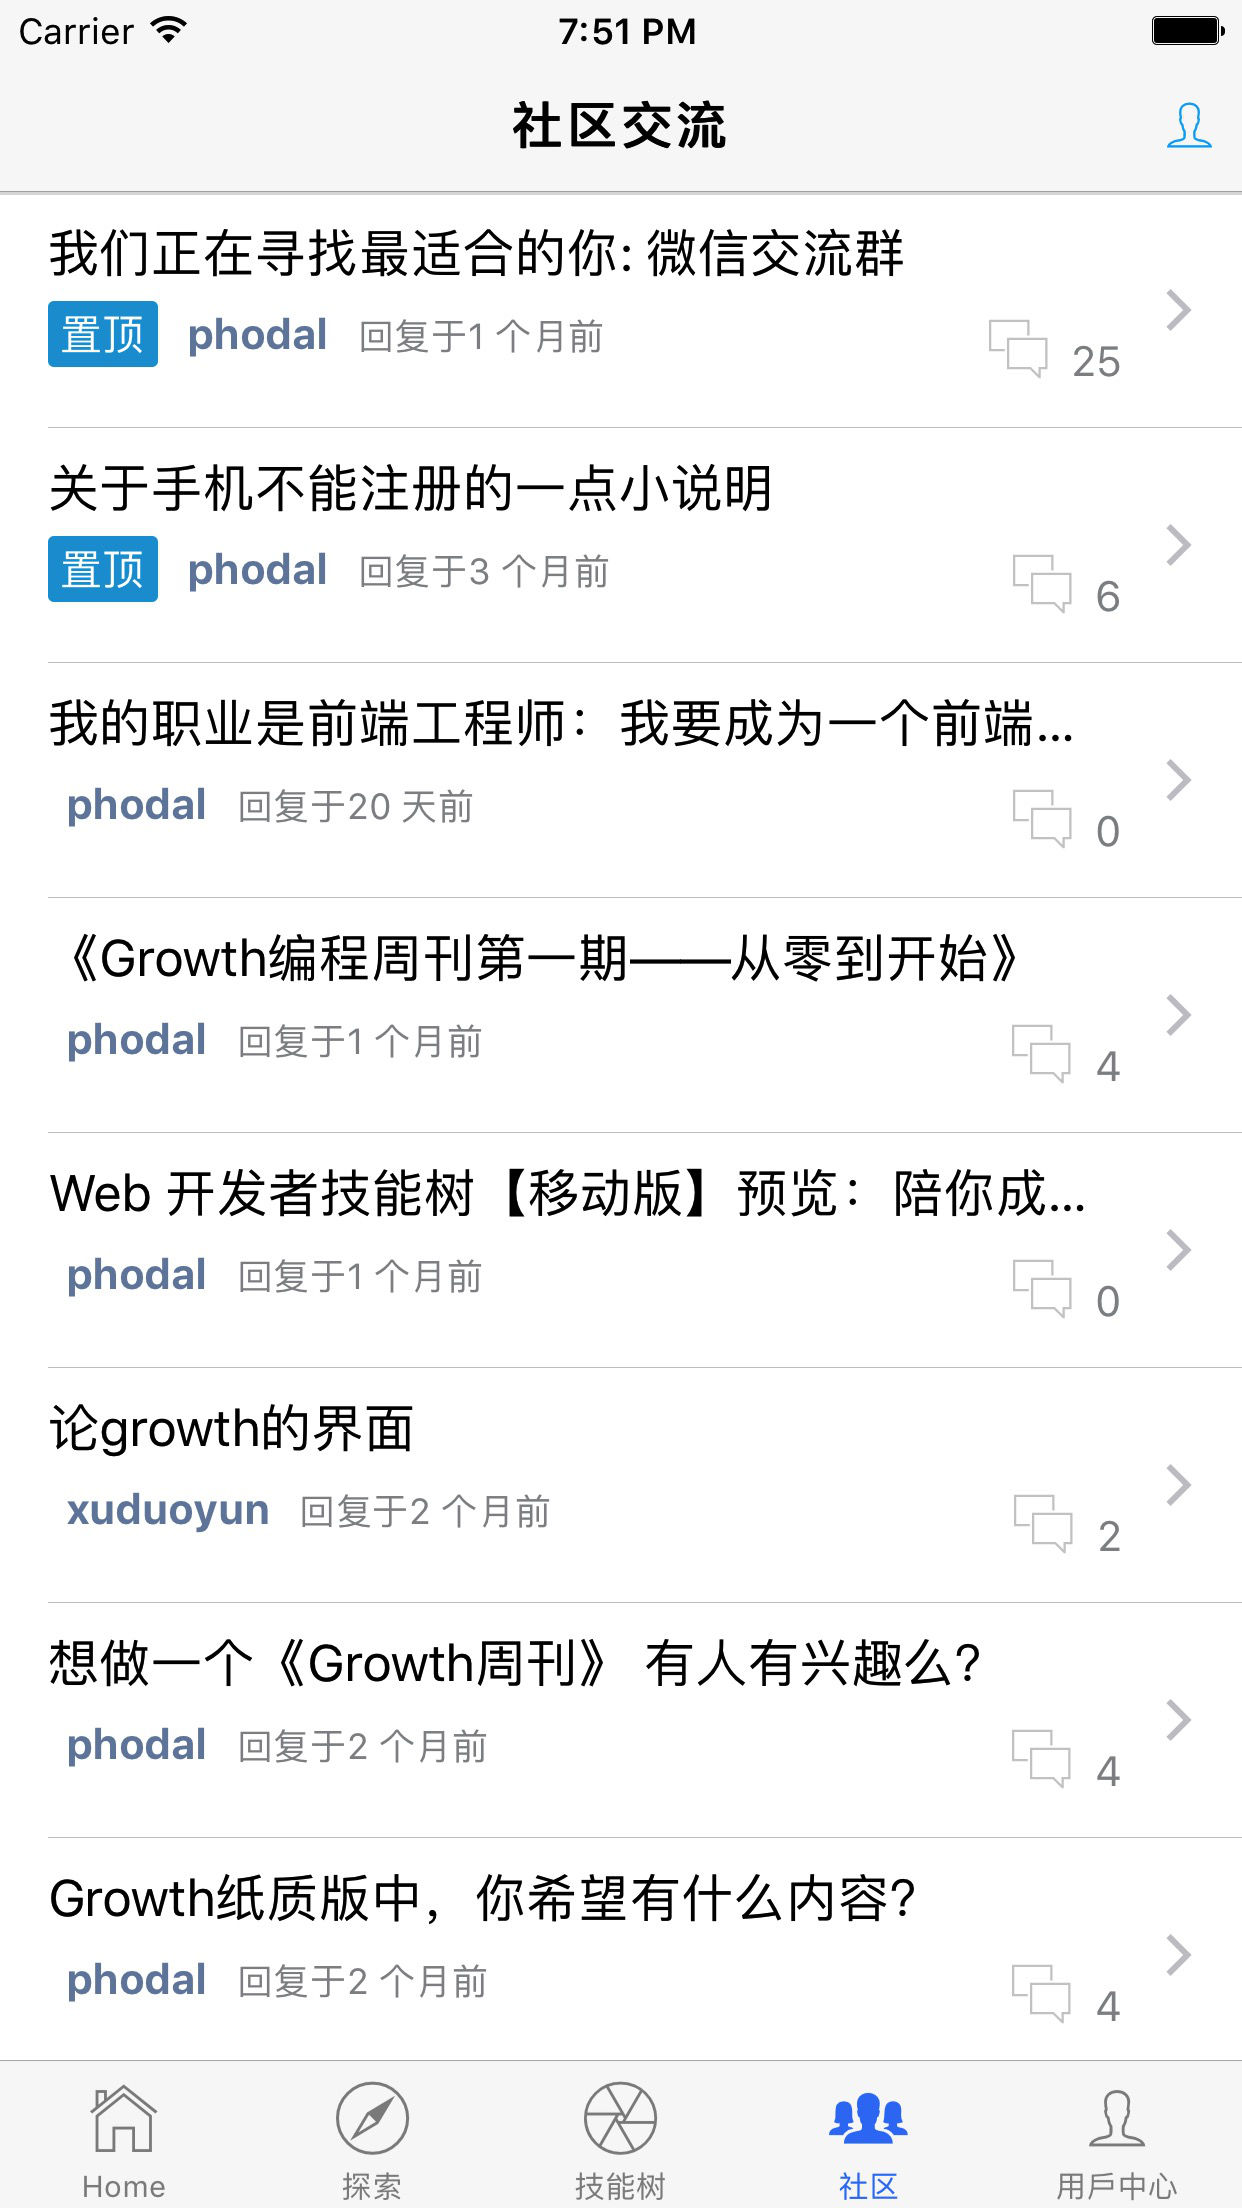 Carrier 7:51 PM
社区交流
我们正在寻找最适合的你: 微信交流群
置顶 phodal 回复于1 个月前 25
关于手机不能注册的一点小说明
置顶 phodal 回复于3 个月前 6
我的职业是前端工程师：我要成为一个前端...
phodal 回复于20 天前 0
《Growth编程周刊第一期——从零到开始》
phodal 回复于1 个月前 4
Web 开发者技能树【移动版】预览：陪你成...
phodal 回复于1 个月前 0
论growth的界面
xuduoyun 回复于2 个月前 2
想做一个《Growth周刊》 有人有兴趣么?
phodal 回复于2 个月前 4
Growth纸质版中，你希望有什么内容?
phodal 回复于2 个月前 4
Home 探索 技能树 社区 用戶中心